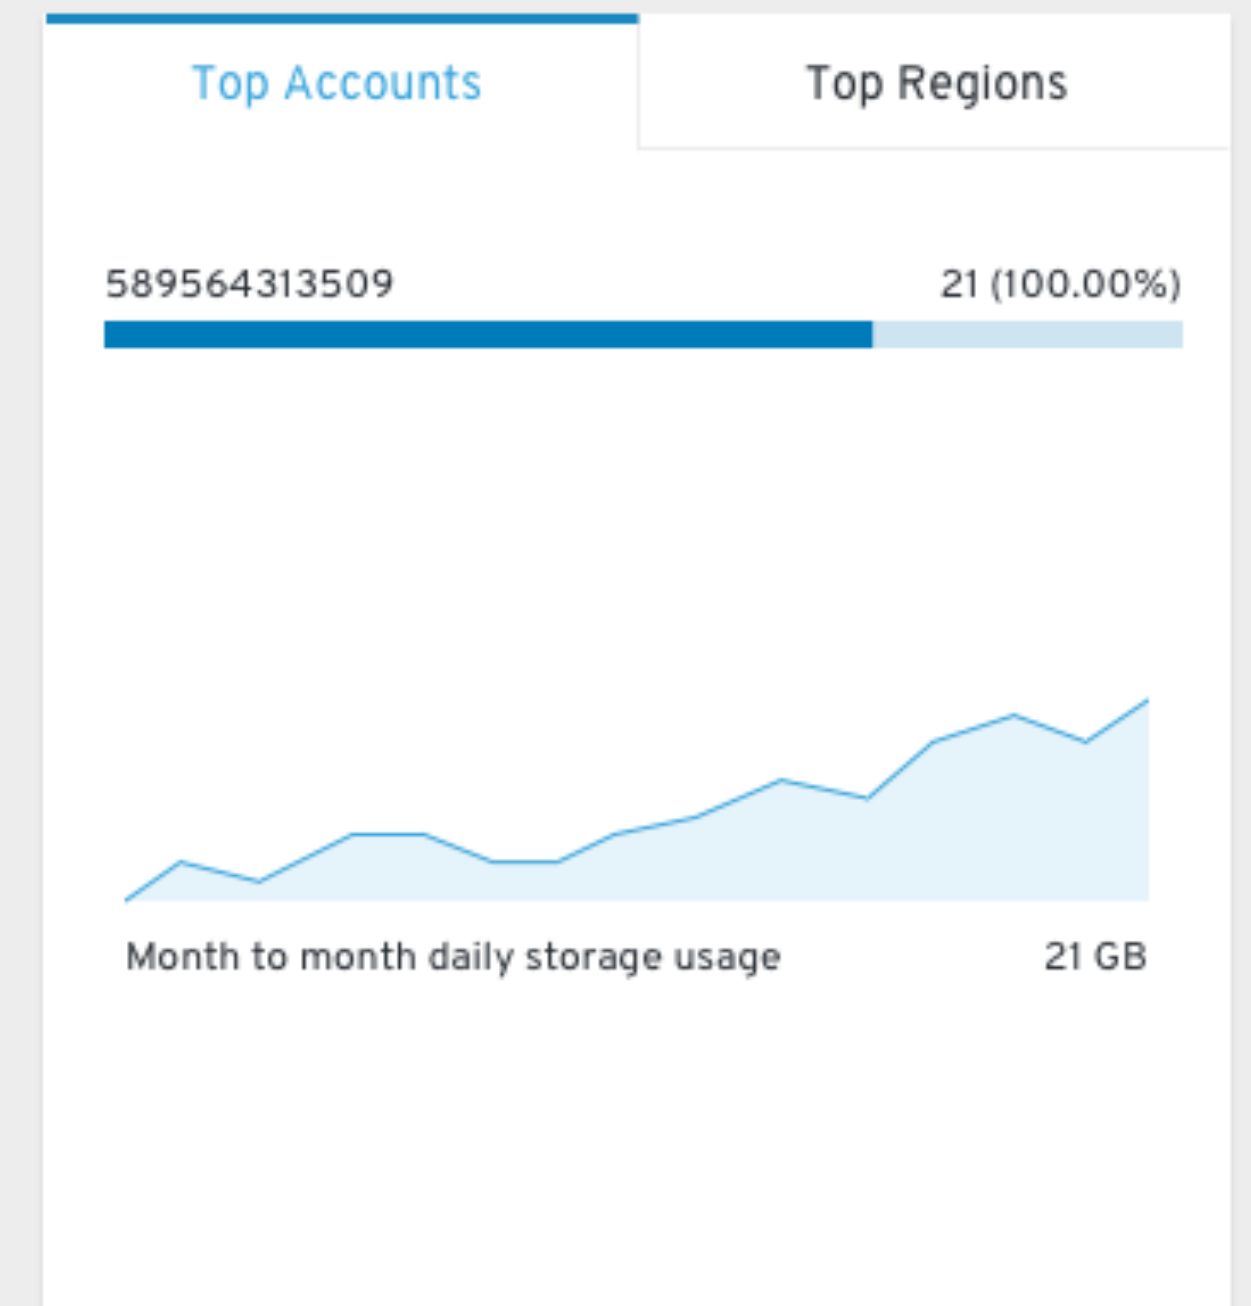 Top Accounts
Top Regions
589564313509
21 (100.00%)
Month to month daily storage usage
21 GB